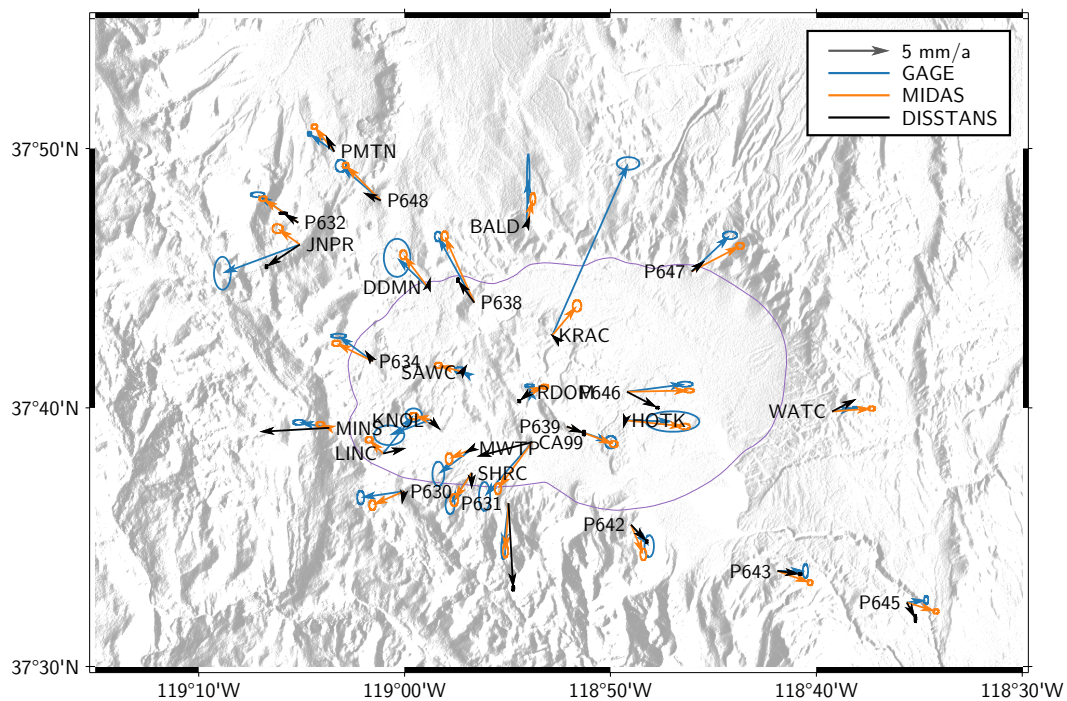 5 mm/a
GAGE
MIDAS
DISSTANS
37°50'N
37°40'N
37°30'N
PMTN
P648
P632
JNPR
BALD
P647
DDMN
P638
KRAC
P634
SAWC
RDOM
P646
WATC
KNOL
MINS
P639
HOTK
CA99
LINC
MWTP
SHRC
P630
P631
P642
P643
P645
119°10'W
119°00'W
118°50'W
118°40'W
118°30'W